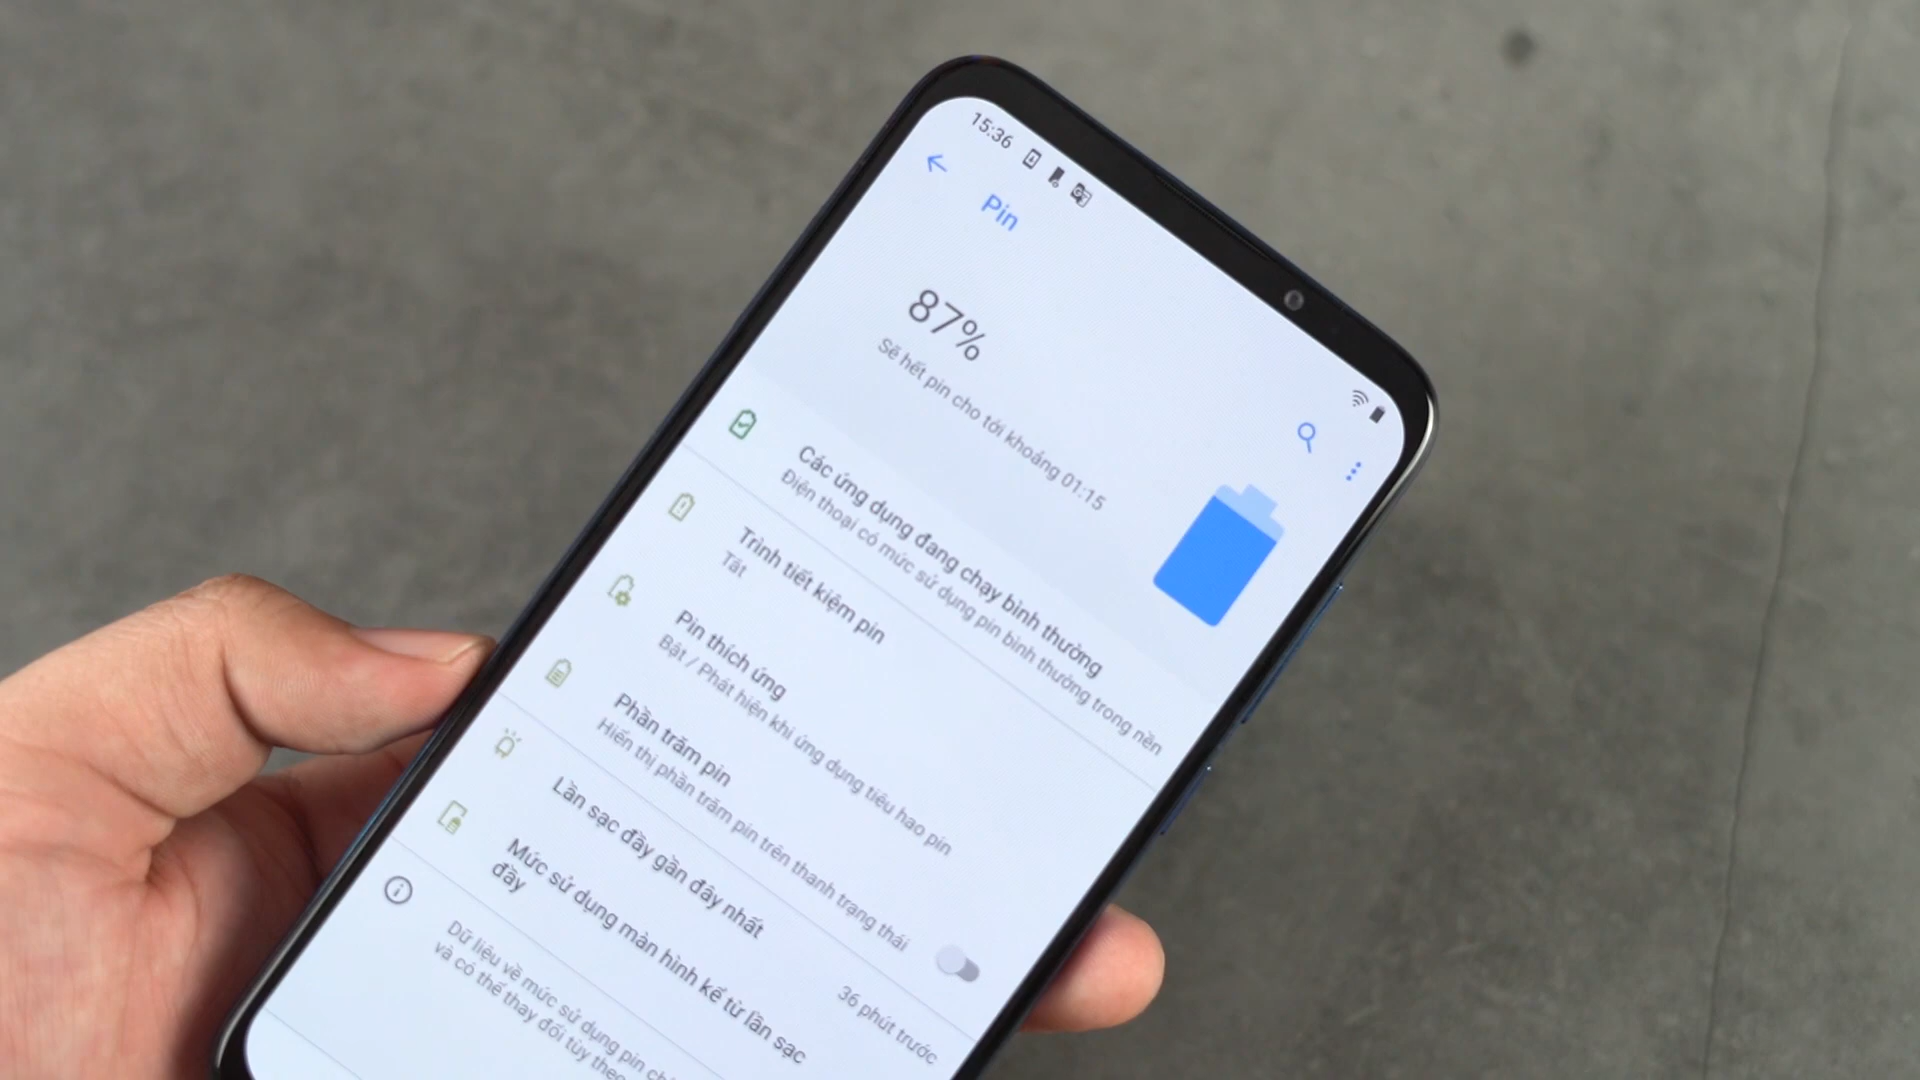 15:36
Pin
87%
Sẽ hết pin cho tới khoảng 01:15
Các ứng dụng đang chạy bình thường
Điện thoại có mức sử dụng pin bình thường trong nền
Trình tiết kiệm pin
Tắt
Pin thích ứng
Bật / Phát hiện khi ứng dụng tiêu hao pin
Phần trăm pin
Hiển thị phần trăm pin trên thanh trạng thái
Lần sạc đầy gần đây nhất
36 phút trước
Mức sử dụng màn hình kể từ lần sạc
đầy
Dữ liệu về mức sử dụng pin
và có thể thay đổi tùy theo